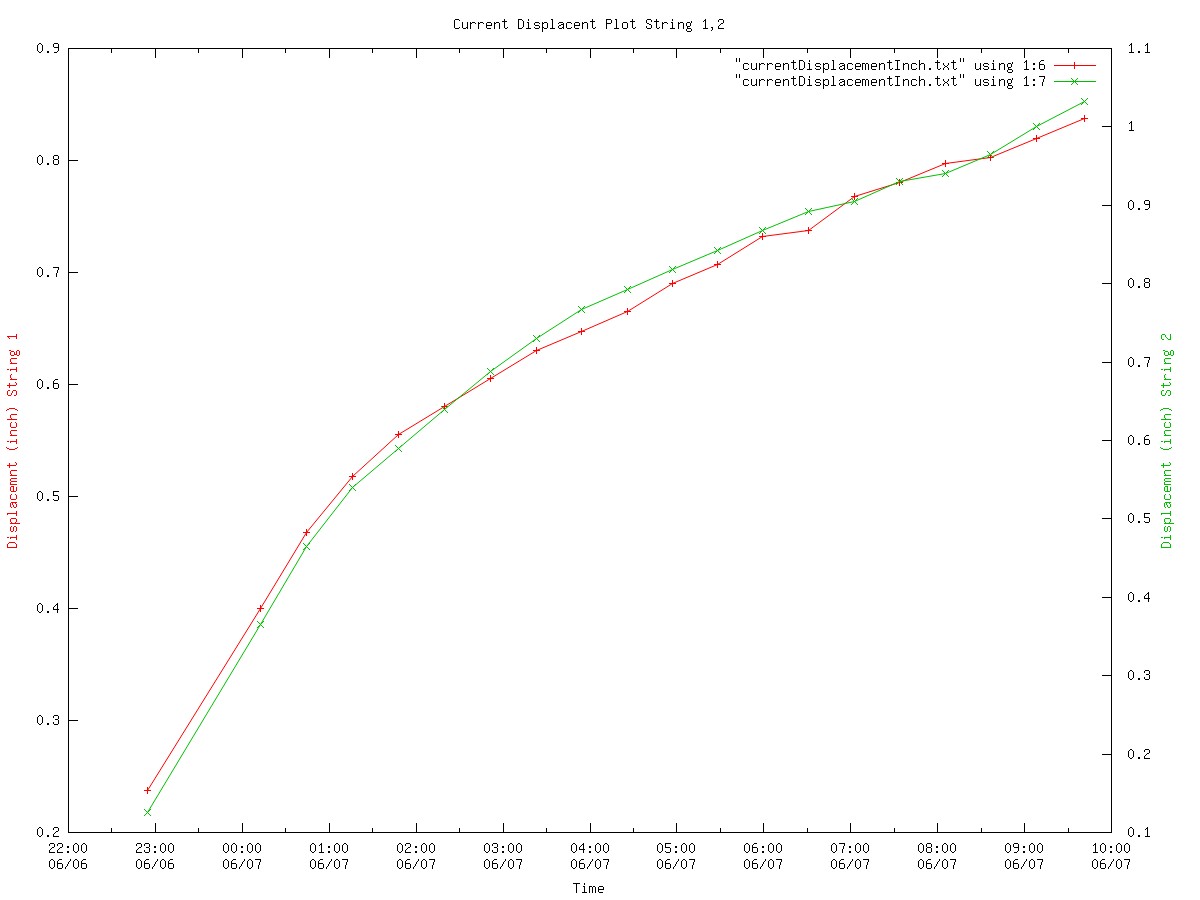 Current Displacent Plot String 1,2
"currentDisplacementInch.txt" using 1:6
"currentDisplacementInch.txt" using 1:7
0.9
0.8
0.7
0.6
0.5
0.4
0.3
0.2
Displacemnt (inch) String 1
1.1
1
0.9
0.8
0.7
0.6
0.5
0.4
0.3
0.2
0.1
Displacemnt (inch) String 2
22:00 23:00 00:00 01:00 02:00 03:00 04:00 05:00 06:00 07:00 08:00 09:00 10:00
06/06 06/06 06/07 06/07 06/07 06/07 06/07 06/07 06/07 06/07 06/07 06/07 06/07
Time